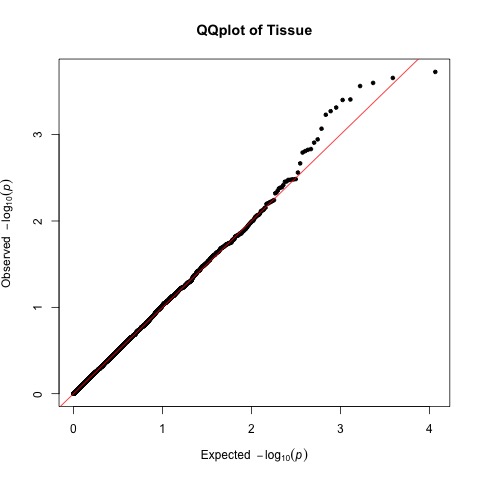 QQplot of Tissue
Observed −log₁₀(p)
3
2
1
0
0 1 2 3 4
Expected −log₁₀(p)